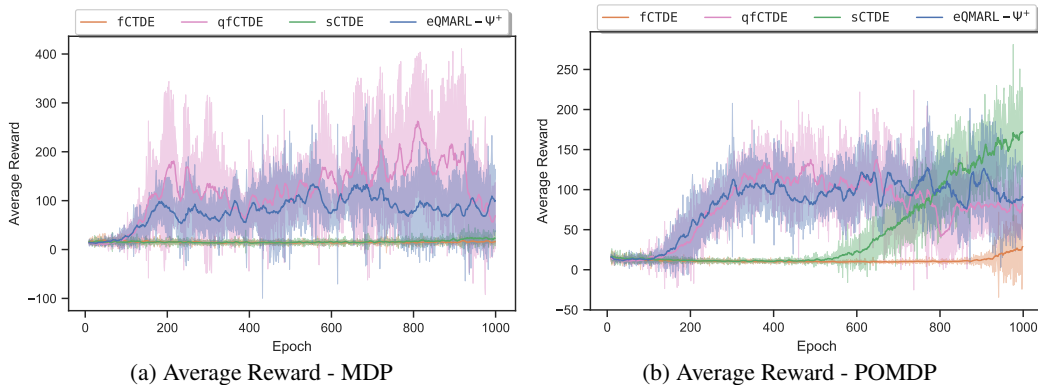 fCTDE qfCTDE sCTDE eQMARL−Ψ⁺
400
300
200
100
0
−100
Average Reward
0 200 400 600 800 1000
Epoch
(a) Average Reward - MDP
fCTDE qfCTDE sCTDE eQMARL−Ψ⁺
250
200
150
100
50
0
−50
Average Reward
0 200 400 600 800 1000
Epoch
(b) Average Reward - POMDP